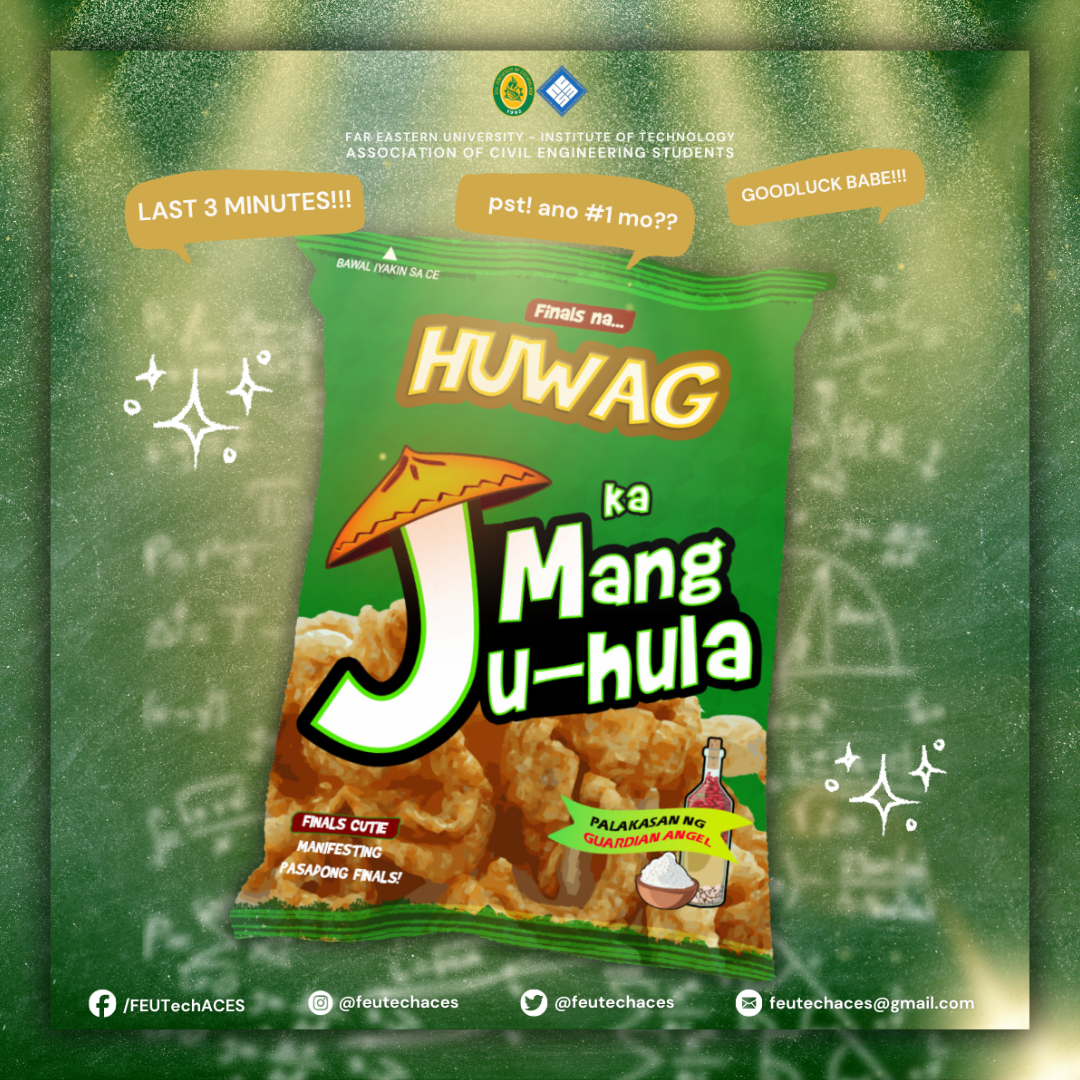 FAR EASTERN UNIVERSITY - INSTITUTE OF TECHNOLOGY
ASSOCIATION OF CIVIL ENGINEERING STUDENTS
LAST 3 MINUTES!!!
pst! ano #1 mo??
GOODLUCK BABE!!!
BAWAL IYAKIN SA CE
Finals na...
HUWAG
ka
J
Mang
u-hula
PALAKASAN NG
GUARDIAN ANGEL
FINALS CUTIE
MANIFESTING
PASADONG FINALS!
/FEUTechACES
@feutechaces
@feutechaces
feutechaces@gmail.com